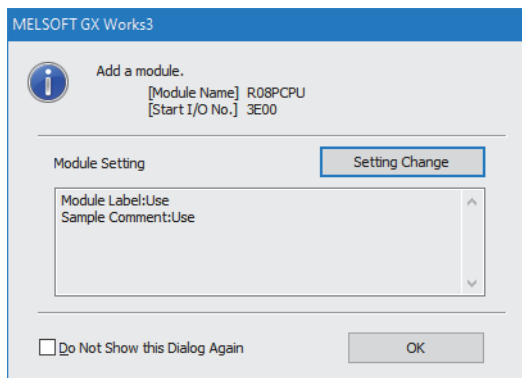 MELSOFT GX Works3
Add a module.
[Module Name] R08PCPU
[Start I/O No.] 3E00
Module Setting
Setting Change
Module Label:Use
Sample Comment:Use
Do Not Show this Dialog Again
OK